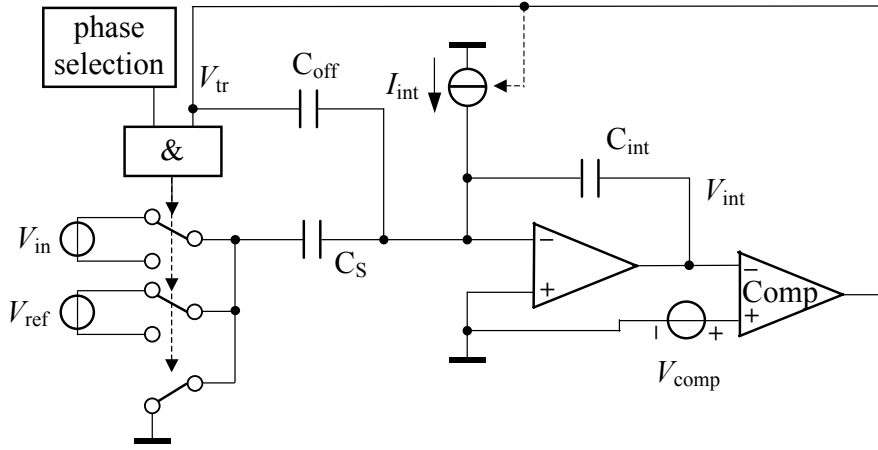 phase
selection
V_tr
C_off
I_int
C_int
&
V_int
V_in
C_S
−
+
−
Comp
+
V_ref
− +
V_comp